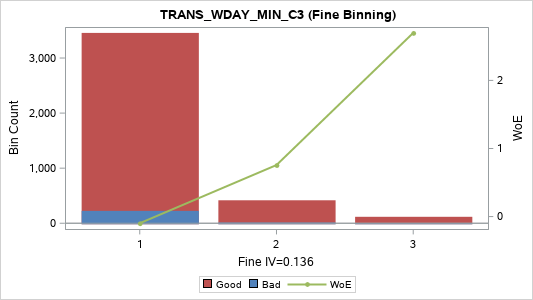 TRANS_WDAY_MIN_C3 (Fine Binning)
3,000
2,000
1,000
0
Bin Count
2
1
0
WoE
1 2 3
Fine IV=0.136
Good Bad WoE